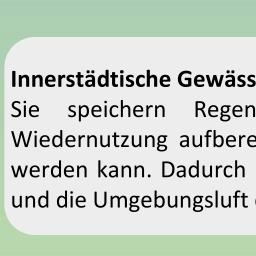 Innerstädtische Gewäss
Sie speichern Regen
Wiedernutzung aufbere
werden kann. Dadurch
und die Umgebungsluft